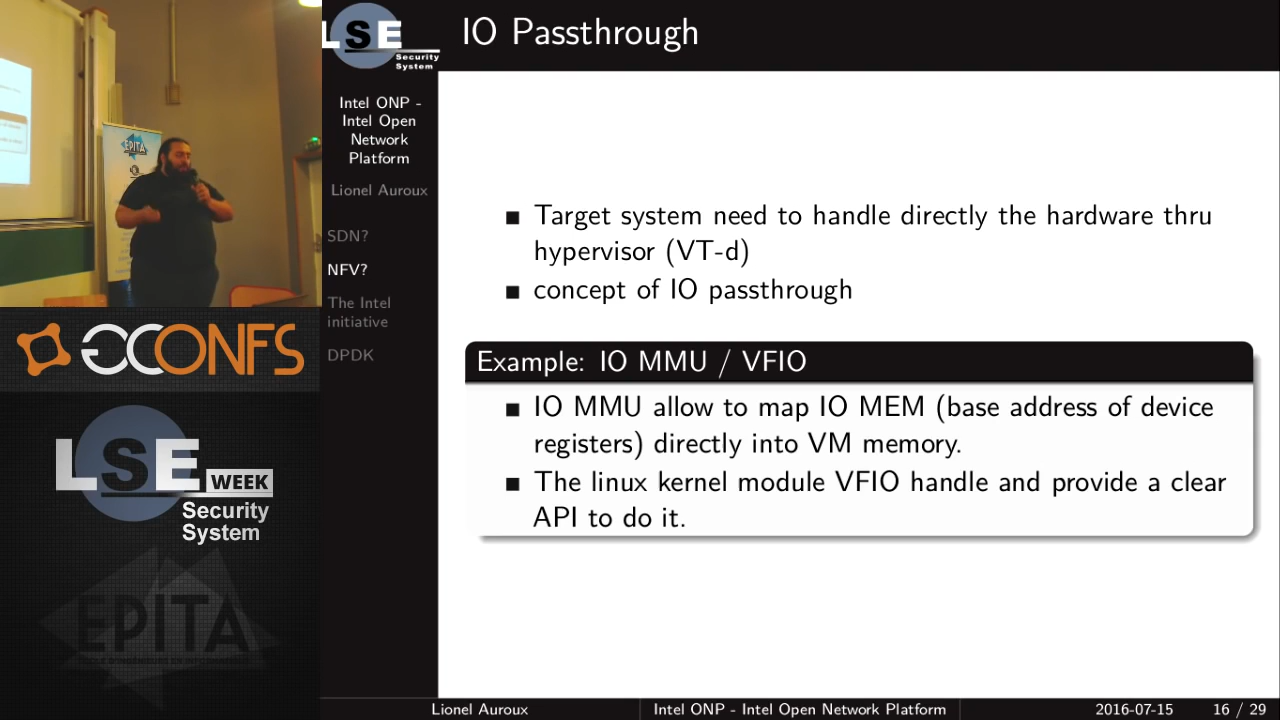 LSE
Security
System
IO Passthrough
Intel ONP -
Intel Open
Network
Platform
Lionel Auroux
SDN?
NFV?
The Intel
initiative
DPDK
Target system need to handle directly the hardware thru
hypervisor (VT-d)
concept of IO passthrough
Example: IO MMU / VFIO
IO MMU allow to map IO MEM (base address of device
registers) directly into VM memory.
The linux kernel module VFIO handle and provide a clear
API to do it.
EPITA
GCONFS
LSE WEEK
Security
System
EPITA
Lionel Auroux
Intel ONP - Intel Open Network Platform
2016-07-15
16 / 29